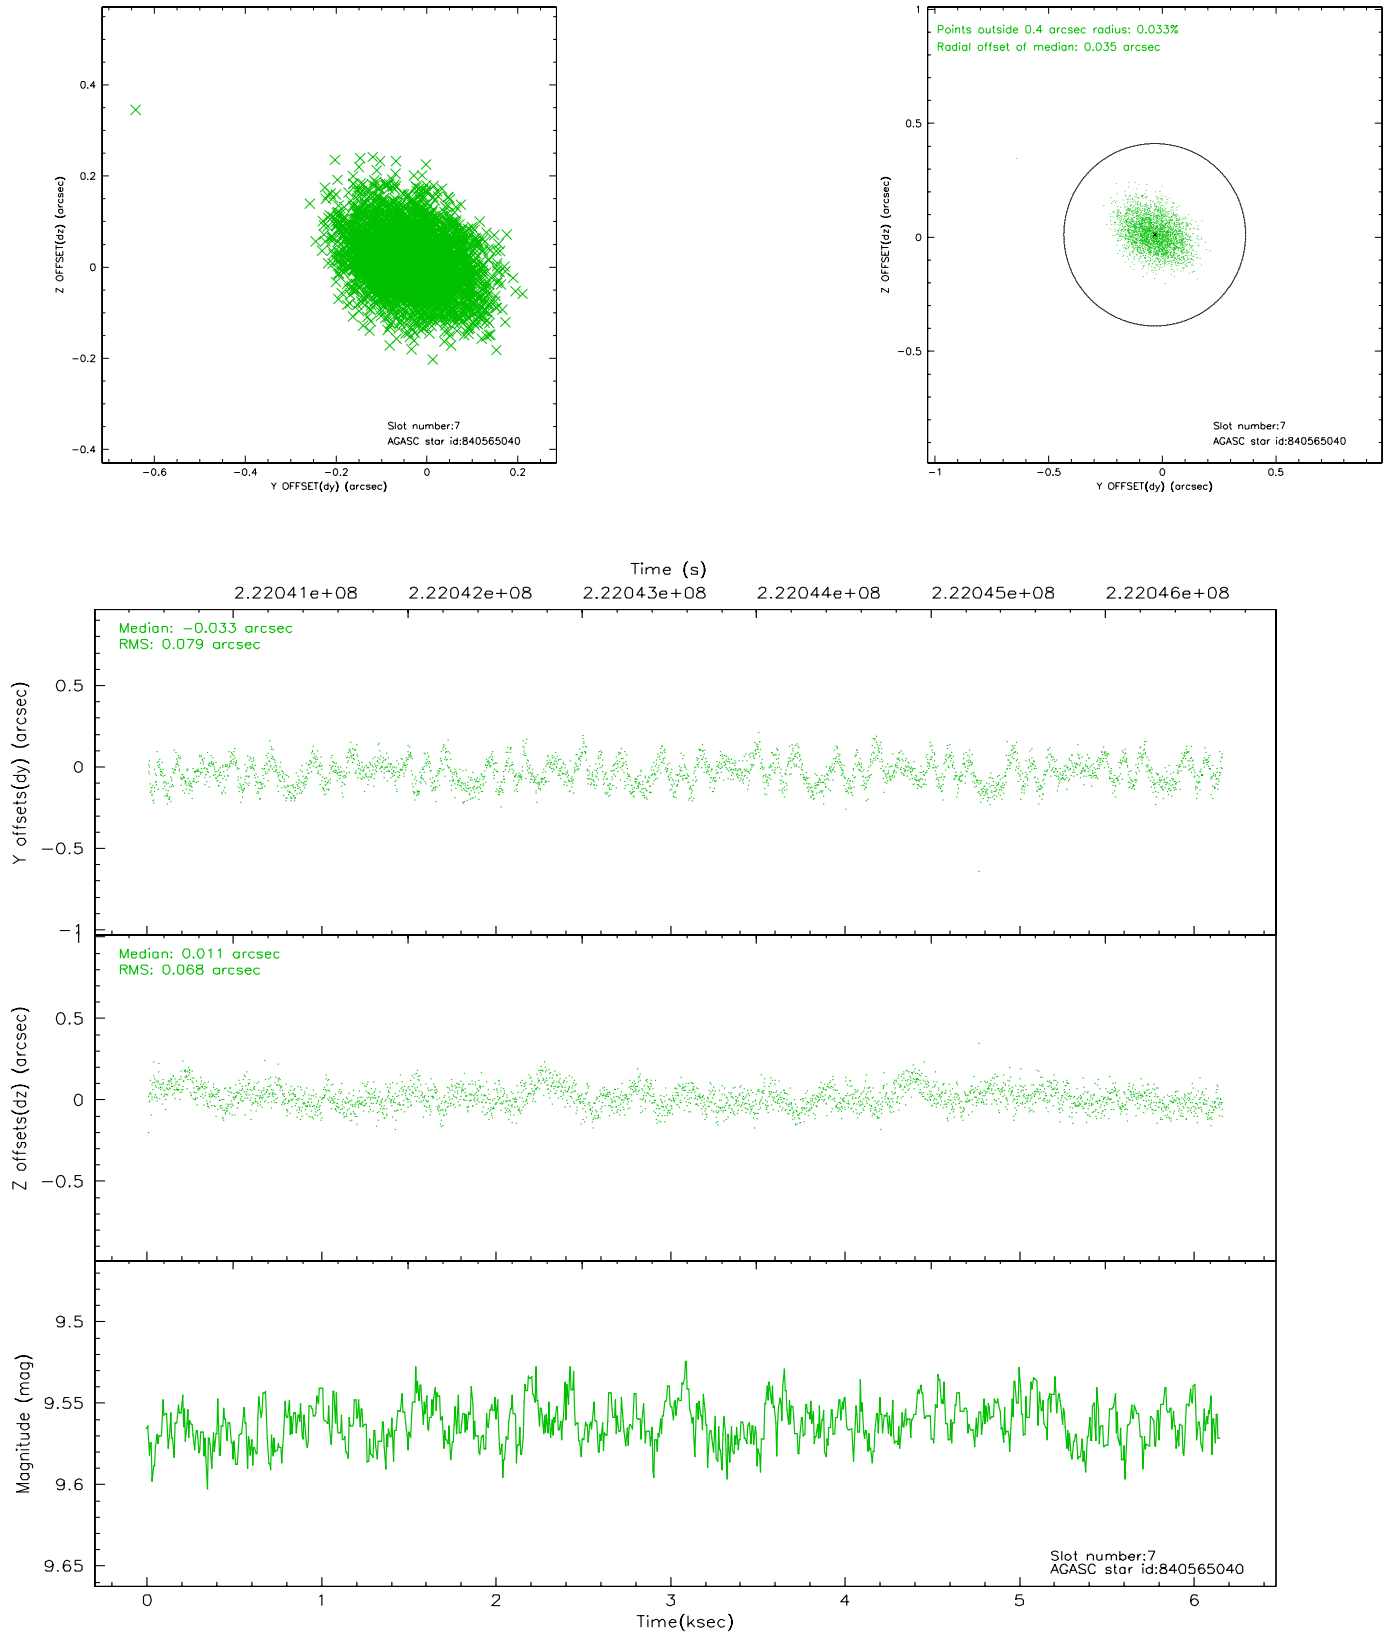 0.4
0.2
0
−0.2
−0.4
Z OFFSET(dz) (arcsec)
Slot number:7
AGASC star id:840565040
−0.6
−0.4
−0.2
0
0.2
Y OFFSET(dy) (arcsec)
1
0.5
0
−0.5
Z OFFSET(dz) (arcsec)
Points outside 0.4 arcsec radius: 0.033%
Radial offset of median: 0.035 arcsec
Slot number:7
AGASC star id:840565040
−1
−0.5
0
0.5
Y OFFSET(dy) (arcsec)
Time (s)
2.22041e+08
2.22042e+08
2.22043e+08
2.22044e+08
2.22045e+08
2.22046e+08
Median: −0.033 arcsec
RMS: 0.079 arcsec
0.5
0
−0.5
−1
Y offsets(dy) (arcsec)
Median: 0.011 arcsec
RMS: 0.068 arcsec
1
0.5
0
−0.5
Z offsets(dz) (arcsec)
9.5
9.55
9.6
9.65
Magnitude (mag)
Slot number:7
AGASC star id:840565040
0
1
2
3
4
5
6
Time(ksec)